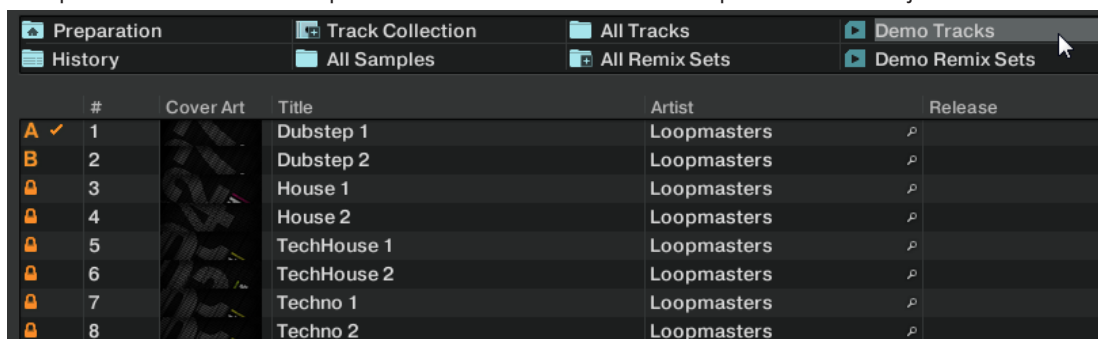 Preparation Track Collection All Tracks Demo Tracks
History All Samples All Remix Sets Demo Remix Sets
# Cover Art Title Artist Release
A 1 Dubstep 1 Loopmasters
B 2 Dubstep 2 Loopmasters
3 House 1 Loopmasters
4 House 2 Loopmasters
5 TechHouse 1 Loopmasters
6 TechHouse 2 Loopmasters
7 Techno 1 Loopmasters
8 Techno 2 Loopmasters